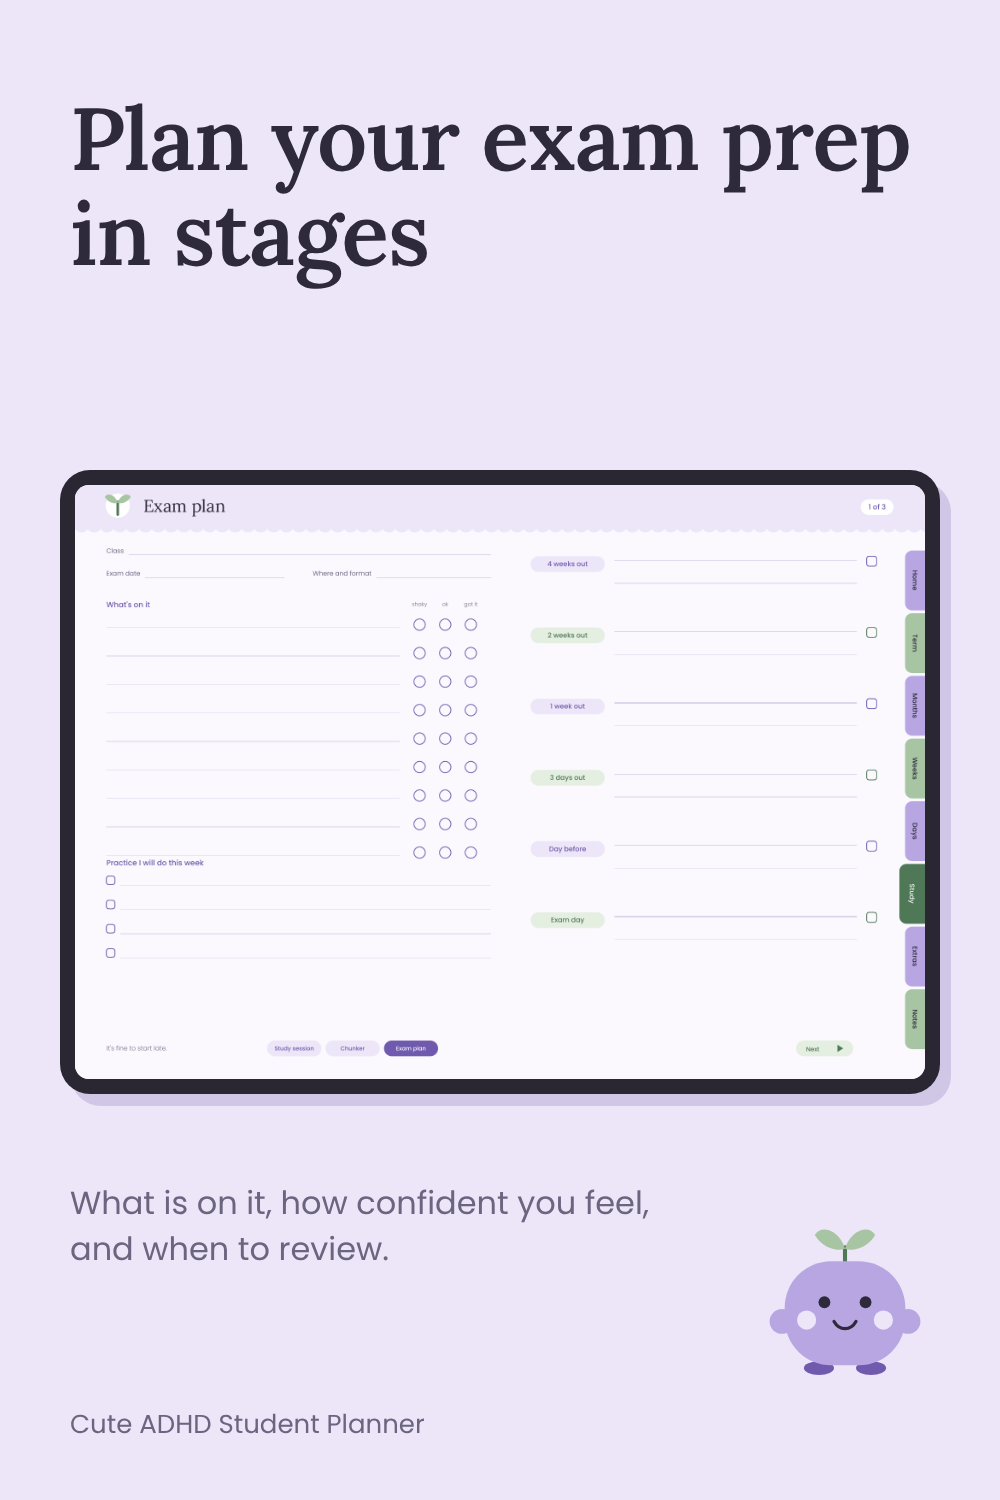 Plan your exam prep
in stages
Exam plan
1 of 3
Class
Exam date
Where and format
What's on it
shaky
ok
got it
Practice I will do this week
4 weeks out
2 weeks out
1 week out
3 days out
Day before
Exam day
Home
Term
Months
Weeks
Days
Study
Extras
Notes
It's fine to start late.
Study session
Chunker
Exam plan
Next
What is on it, how confident you feel,
and when to review.
Cute ADHD Student Planner